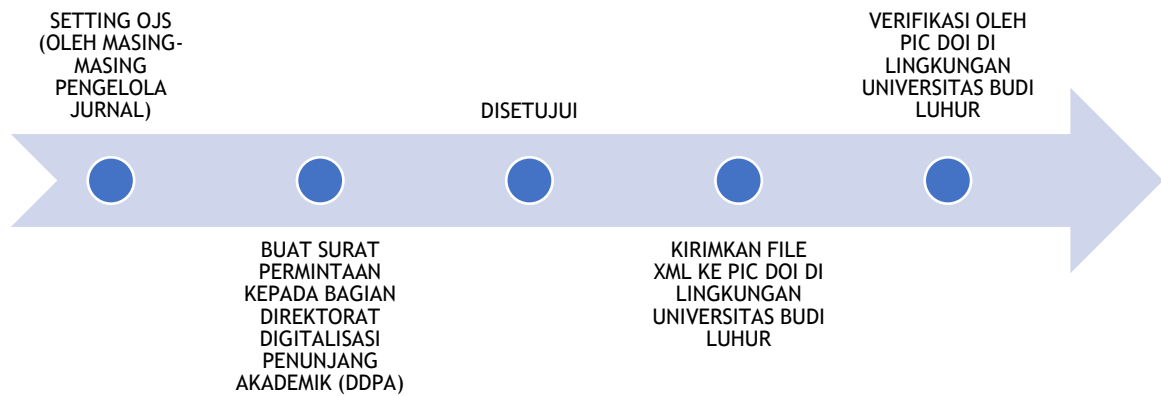 SETTING OJS
(OLEH MASING-
MASING
PENGELOLA
JURNAL)
BUAT SURAT
PERMINTAAN
KEPADA BAGIAN
DIREKTORAT
DIGITALISASI
PENUNJANG
AKADEMIK (DDPA)
DISETUJUI
KIRIMKAN FILE
XML KE PIC DOI DI
LINGKUNGAN
UNIVERSITAS BUDI
LUHUR
VERIFIKASI OLEH
PIC DOI DI
LINGKUNGAN
UNIVERSITAS BUDI
LUHUR